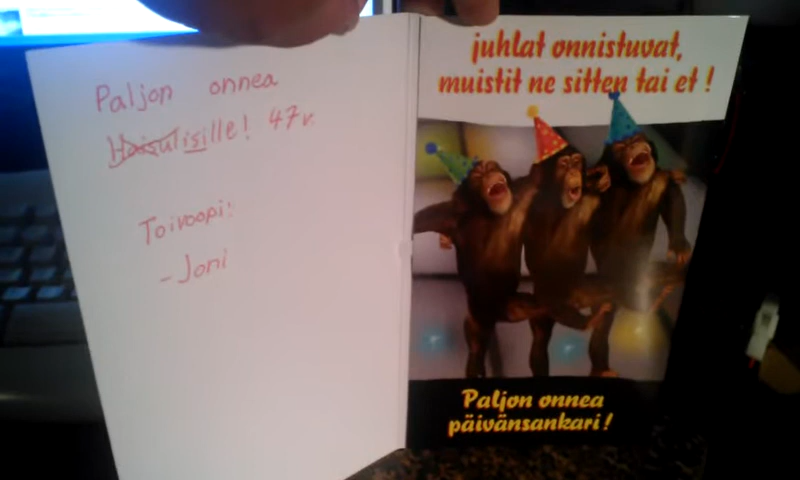 Paljon onnea
Haisulisille! 47v.
Toivoopi:
-Joni
juhlat onnistuvat,
muistit ne sitten tai et!
Paljon onnea
päivänsankari!